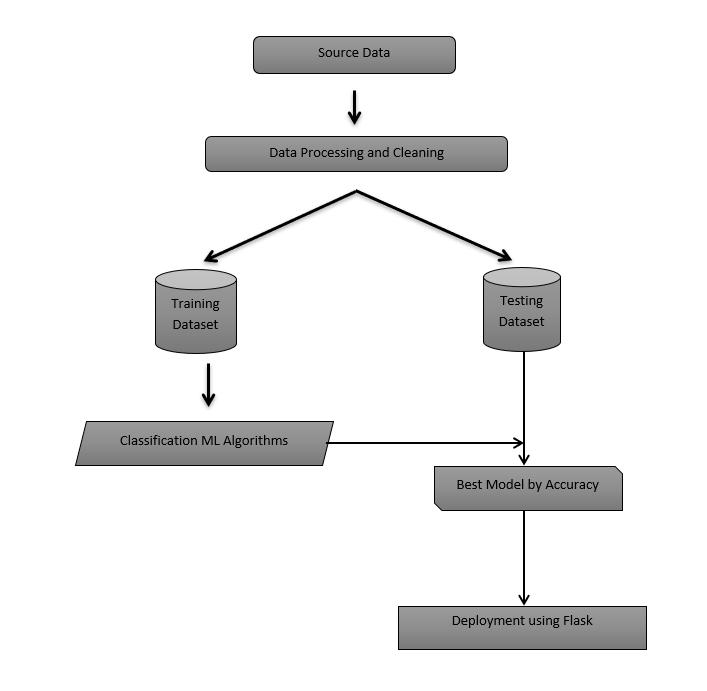 Source Data
Data Processing and Cleaning
Training
Dataset
Testing
Dataset
Classification ML Algorithms
Best Model by Accuracy
Deployment using Flask